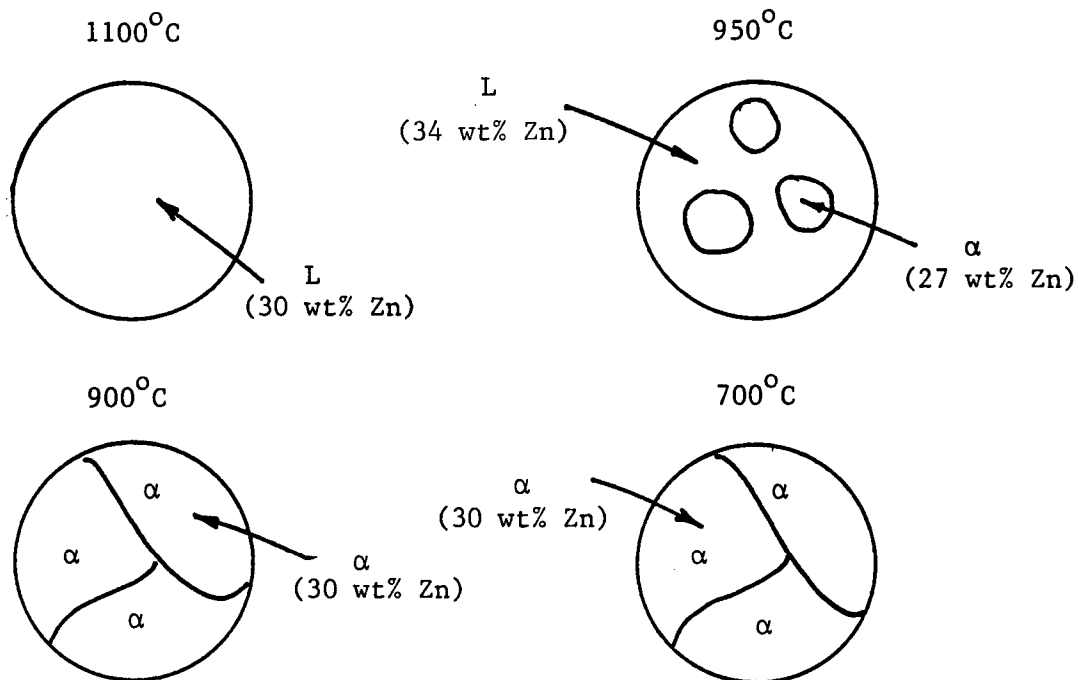 1100°C
L
(30 wt% Zn)
950°C
L
(34 wt% Zn)
α
(27 wt% Zn)
900°C
α
α
α
α
(30 wt% Zn)
700°C
α
(30 wt% Zn)
α
α
α